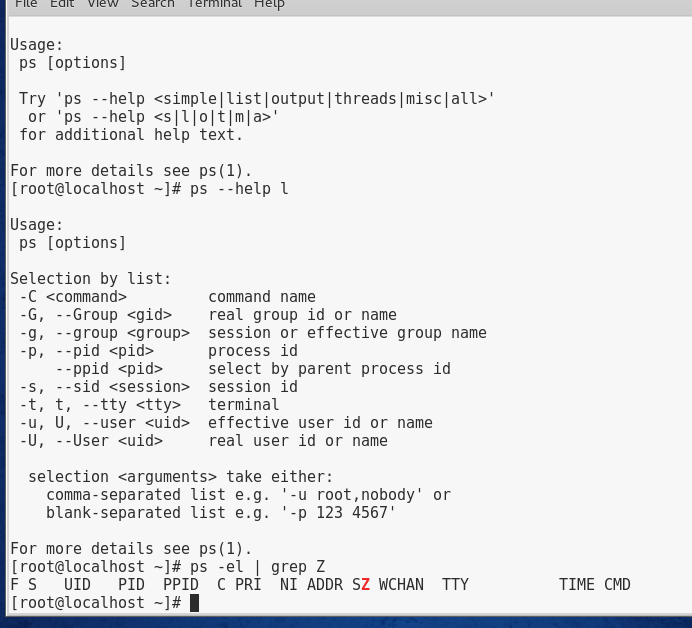 File Edit View Search Terminal Help
Usage:
 ps [options]
 Try 'ps --help <simple|list|output|threads|misc|all>'
  or 'ps --help <s|l|o|t|m|a>'
 for additional help text.
For more details see ps(1).
[root@localhost ~]# ps --help l
Usage:
 ps [options]
Selection by list:
 -C <command>         command name
 -G, --Group <gid>    real group id or name
 -g, --group <group>  session or effective group name
 -p, --pid <pid>      process id
     --ppid <pid>     select by parent process id
 -s, --sid <session>  session id
 -t, t, --tty <tty>   terminal
 -u, U, --user <uid>  effective user id or name
 -U, --User <uid>     real user id or name
  selection <arguments> take either:
    comma-separated list e.g. '-u root,nobody' or
    blank-separated list e.g. '-p 123 4567'
For more details see ps(1).
[root@localhost ~]# ps -el | grep Z
F S   UID   PID  PPID  C PRI  NI ADDR SZ WCHAN  TTY          TIME CMD
[root@localhost ~]#